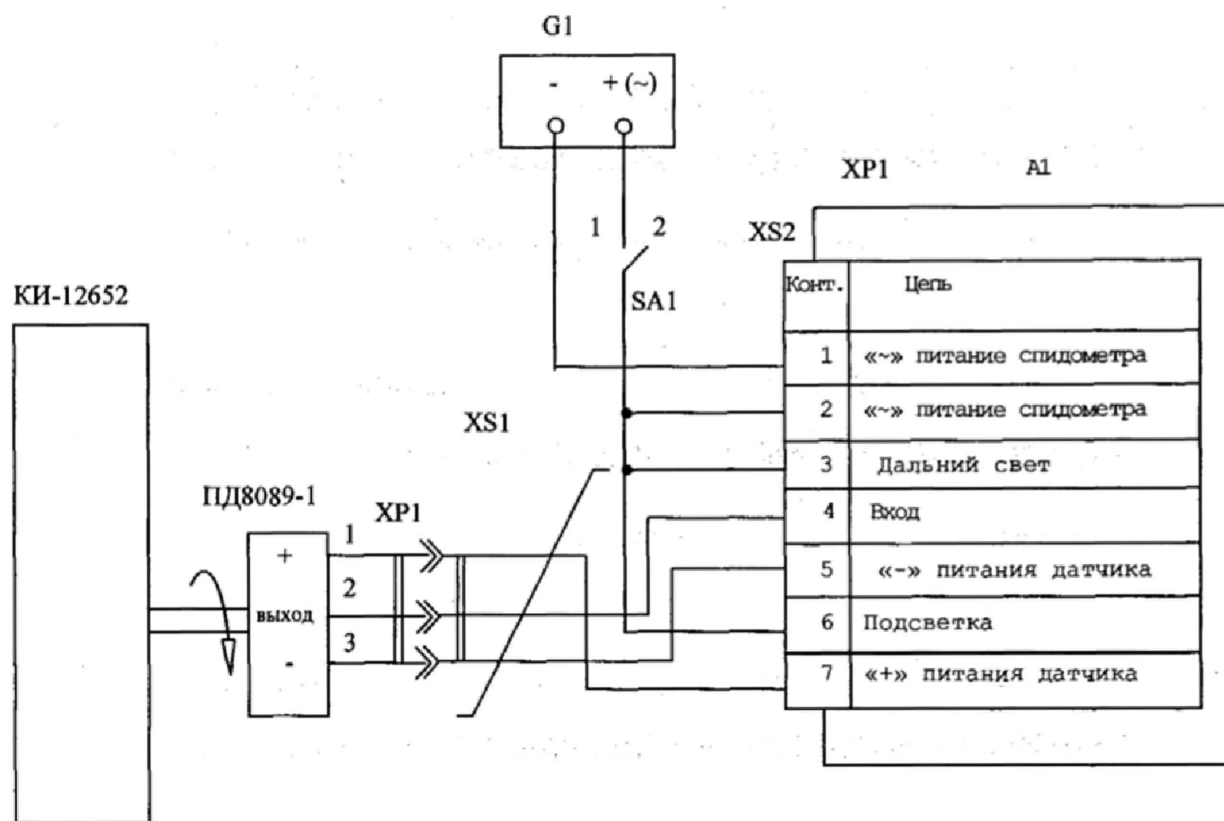 G1
- + (~)
XP1 A1
1 2
XS2
SA1
КИ-12652
Конт. Цепь
1 «~» питание спидометра
2 «~» питание спидометра
3 Дальний свет
4 Вход
5 «-» питания датчика
6 Подсветка
7 «+» питания датчика
XS1
ПД8089-1
XP1
+
выход
-
1
2
3